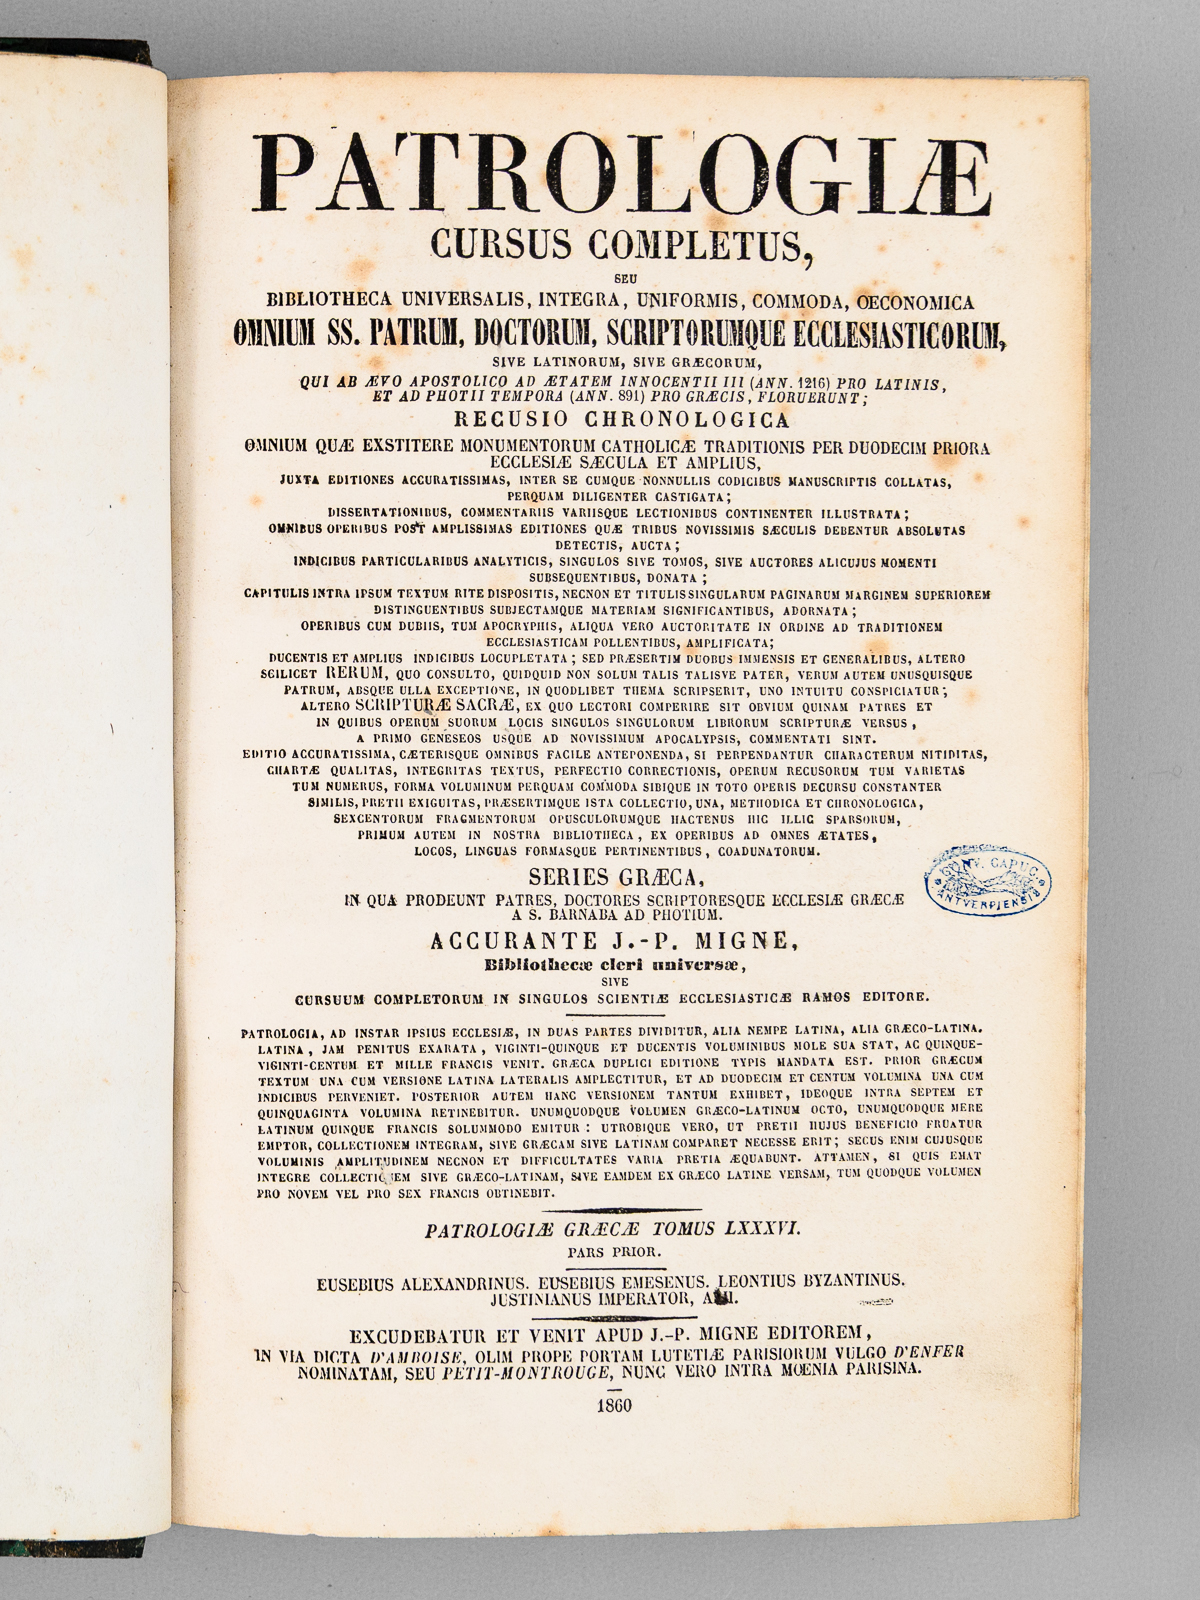 PATROLOGIÆ
CURSUS COMPLETUS,
SEU
BIBLIOTHECA UNIVERSALIS, INTEGRA, UNIFORMIS, COMMODA, OECONOMICA
OMNIUM SS. PATRUM, DOCTORUM, SCRIPTORUMQUE ECCLESIASTICORUM,
SIVE LATINORUM, SIVE GRÆCORUM,
QUI AB ÆVO APOSTOLICO AD ÆTATEM INNOCENTII III (ANN. 1216) PRO LATINIS,
ET AD PHOTII TEMPORA (ANN. 891) PRO GRÆCIS, FLORUERUNT;
RECUSIO CHRONOLOGICA
OMNIUM QUÆ EXSTITERE MONUMENTORUM CATHOLICÆ TRADITIONIS PER DUODECIM PRIORA
ECCLESIÆ SÆCULA ET AMPLIUS,
JUXTA EDITIONES ACCURATISSIMAS, INTER SE CUMQUE NONNULLIS CODICIBUS MANUSCRIPTIS COLLATAS,
PERQUAM DILIGENTER CASTIGATA;
DISSERTATIONIBUS, COMMENTARIIS VARIISQUE LECTIONIBUS CONTINENTER ILLUSTRATA;
OMNIBUS OPERIBUS POST AMPLISSIMAS EDITIONES QUÆ TRIBUS NOVISSIMIS SÆCULIS DEBENTUR ABSOLUTAS
DETECTIS, AUCTA;
INDICIBUS PARTICULARIBUS ANALYTICIS, SINGULOS SIVE TOMOS, SIVE AUCTORES ALICUJUS MOMENTI
SUBSEQUENTIBUS, DONATA;
CAPITULIS INTRA IPSUM TEXTUM RITE DISPOSITIS, NECNON ET TITULIS SINGULARUM PAGINARUM MARGINEM SUPERIOREM
DISTINGUENTIBUS SUBJECTAMQUE MATERIAM SIGNIFICANTIBUS, ADORNATA;
OPERIBUS CUM DUBIIS, TUM APOCRYPHIS, ALIQUA VERO AUCTORITATE IN ORDINE AD TRADITIONEM
ECCLESIASTICAM POLLENTIBUS, AMPLIFICATA;
DUCENTIS ET AMPLIUS INDICIBUS LOCUPLETATA; SED PRÆSERTIM DUOBUS IMMENSIS ET GENERALIBUS, ALTERO
SCILICET RERUM, QUO CONSULTO, QUIDQUID NON SOLUM TALIS TALISVE PATER, VERUM AUTEM UNUSQUISQUE
PATRUM, ABSQUE ULLA EXCEPTIONE, IN QUODLIBET THEMA SCRIPSERIT, UNO INTUITU CONSPICIATUR;
ALTERO SCRIPTURÆ SACRÆ, EX QUO LECTORI COMPERIRE SIT OBVIUM QUINAM PATRES ET
IN QUIBUS OPERUM SUORUM LOCIS SINGULOS SINGULORUM LIBRORUM SCRIPTURÆ VERSUS,
A PRIMO GENESEOS USQUE AD NOVISSIMUM APOCALYPSIS, COMMENTATI SINT.
EDITIO ACCURATISSIMA, CÆTERISQUE OMNIBUS FACILE ANTEPONENDA, SI PERPENDANTUR CHARACTERUM NITIDITAS,
CHARTÆ QUALITAS, INTEGRITAS TEXTUS, PERFECTIO CORRECTIONIS, OPERUM RECUSORUM TUM VARIETAS
TUM NUMERUS, FORMA VOLUMINUM PERQUAM COMMODA SIBIQUE IN TOTO OPERIS DECURSU CONSTANTER
SIMILIS, PRETII EXIGUITAS, PRÆSERTIMQUE ISTA COLLECTIO, UNA, METHODICA ET CHRONOLOGICA,
SEXCENTORUM FRAGMENTORUM OPUSCULORUMQUE HACTENUS HIC ILLIC SPARSORUM,
PRIMUM AUTEM IN NOSTRA BIBLIOTHECA, EX OPERIBUS AD OMNES ÆTATES,
LOCOS, LINGUAS FORMASQUE PERTINENTIBUS, COADUNATORUM.
SERIES GRÆCA,
IN QUA PRODEUNT PATRES, DOCTORES SCRIPTORESQUE ECCLESIÆ GRÆCÆ
A S. BARNABA AD PHOTIUM.
CONV. CAPUC.
ANTVERPIENSIS
ACCURANTE J.-P. MIGNE,
Bibliothecæ cleri universæ,
SIVE
CURSUUM COMPLETORUM IN SINGULOS SCIENTIÆ ECCLESIASTICÆ RAMOS EDITORE.
PATROLOGIA, AD INSTAR IPSIUS ECCLESIÆ, IN DUAS PARTES DIVIDITUR, ALIA NEMPE LATINA, ALIA GRÆCO-LATINA.
LATINA, JAM PENITUS EXARATA, VIGINTI-QUINQUE ET DUCENTIS VOLUMINIBUS MOLE SUA STAT, AC QUINQUE-
VIGINTI-CENTUM ET MILLE FRANCIS VENIT. GRÆCA DUPLICI EDITIONE TYPIS MANDATA EST. PRIOR GRÆCUM
TEXTUM UNA CUM VERSIONE LATINA LATERALIS AMPLECTITUR, ET AD DUODECIM ET CENTUM VOLUMINA UNA CUM
INDICIBUS PERVENIET. POSTERIOR AUTEM HANC VERSIONEM TANTUM EXHIBET, IDEOQUE INTRA SEPTEM ET
QUINQUAGINTA VOLUMINA RETINEBITUR. UNUMQUODQUE VOLUMEN GRÆCO-LATINUM OCTO, UNUMQUODQUE MERE
LATINUM QUINQUE FRANCIS SOLUMMODO EMITUR: UTROBIQUE VERO, UT PRETII HUJUS BENEFICIO FRUATUR
EMPTOR, COLLECTIONEM INTEGRAM, SIVE GRÆCAM SIVE LATINAM COMPARET NECESSE ERIT; SECUS ENIM CUJUSQUE
VOLUMINIS AMPLITUDINEM NECNON ET DIFFICULTATES VARIA PRETIA ÆQUABUNT. ATTAMEN, SI QUIS EMAT
INTEGRE COLLECTIONEM SIVE GRÆCO-LATINAM, SIVE EAMDEM EX GRÆCO LATINE VERSAM, TUM QUODQUE VOLUMEN
PRO NOVEM VEL PRO SEX FRANCIS OBTINEBIT.
PATROLOGIÆ GRÆCÆ TOMUS LXXXVI.
PARS PRIOR.
EUSEBIUS ALEXANDRINUS. EUSEBIUS EMESENUS. LEONTIUS BYZANTINUS.
JUSTINIANUS IMPERATOR, ALII.
EXCUDEBATUR ET VENIT APUD J.-P. MIGNE EDITOREM,
IN VIA DICTA D'AMBOISE, OLIM PROPE PORTAM LUTETIÆ PARISIORUM VULGO D'ENFER
NOMINATAM, SEU PETIT-MONTROUGE, NUNC VERO INTRA MOENIA PARISINA.
1860